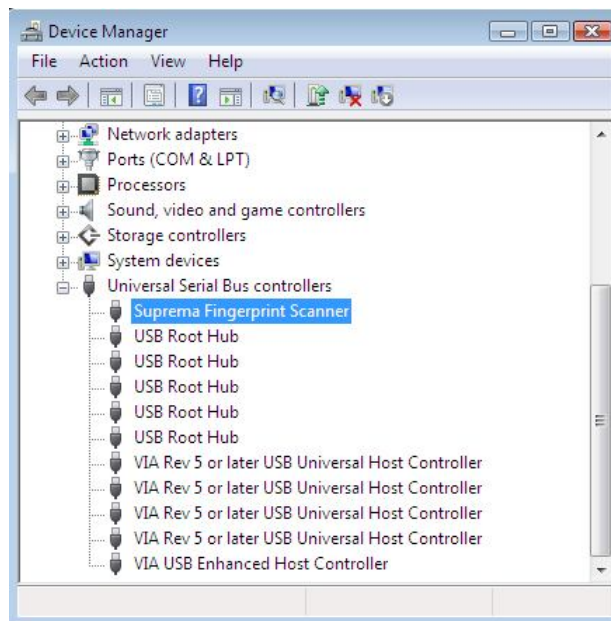 Device Manager
File Action View Help
Network adapters
Ports (COM & LPT)
Processors
Sound, video and game controllers
Storage controllers
System devices
Universal Serial Bus controllers
Suprema Fingerprint Scanner
USB Root Hub
USB Root Hub
USB Root Hub
USB Root Hub
USB Root Hub
VIA Rev 5 or later USB Universal Host Controller
VIA Rev 5 or later USB Universal Host Controller
VIA Rev 5 or later USB Universal Host Controller
VIA Rev 5 or later USB Universal Host Controller
VIA USB Enhanced Host Controller